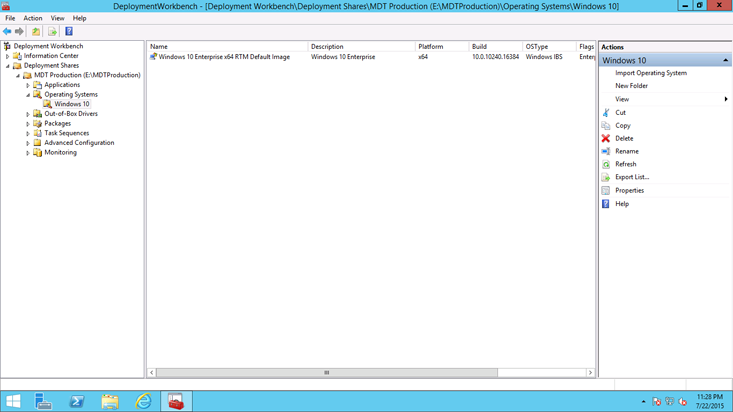 DeploymentWorkbench - [Deployment Workbench\Deployment Shares\MDT Production (E:\MDTProduction)\Operating Systems\Windows 10]
File Action View Help
Deployment Workbench
Information Center
Deployment Shares
MDT Production (E:\MDTProduction)
Applications
Operating Systems
Windows 10
Out-of-Box Drivers
Packages
Task Sequences
Advanced Configuration
Monitoring
Name Description Platform Build OSType Flags
Windows 10 Enterprise x64 RTM Default Image Windows 10 Enterprise x64 10.0.10240.16384 Windows IBS Enterp
Actions
Windows 10
Import Operating System
New Folder
View
Cut
Copy
Delete
Rename
Refresh
Export List...
Properties
Help
11:28 PM
7/22/2015